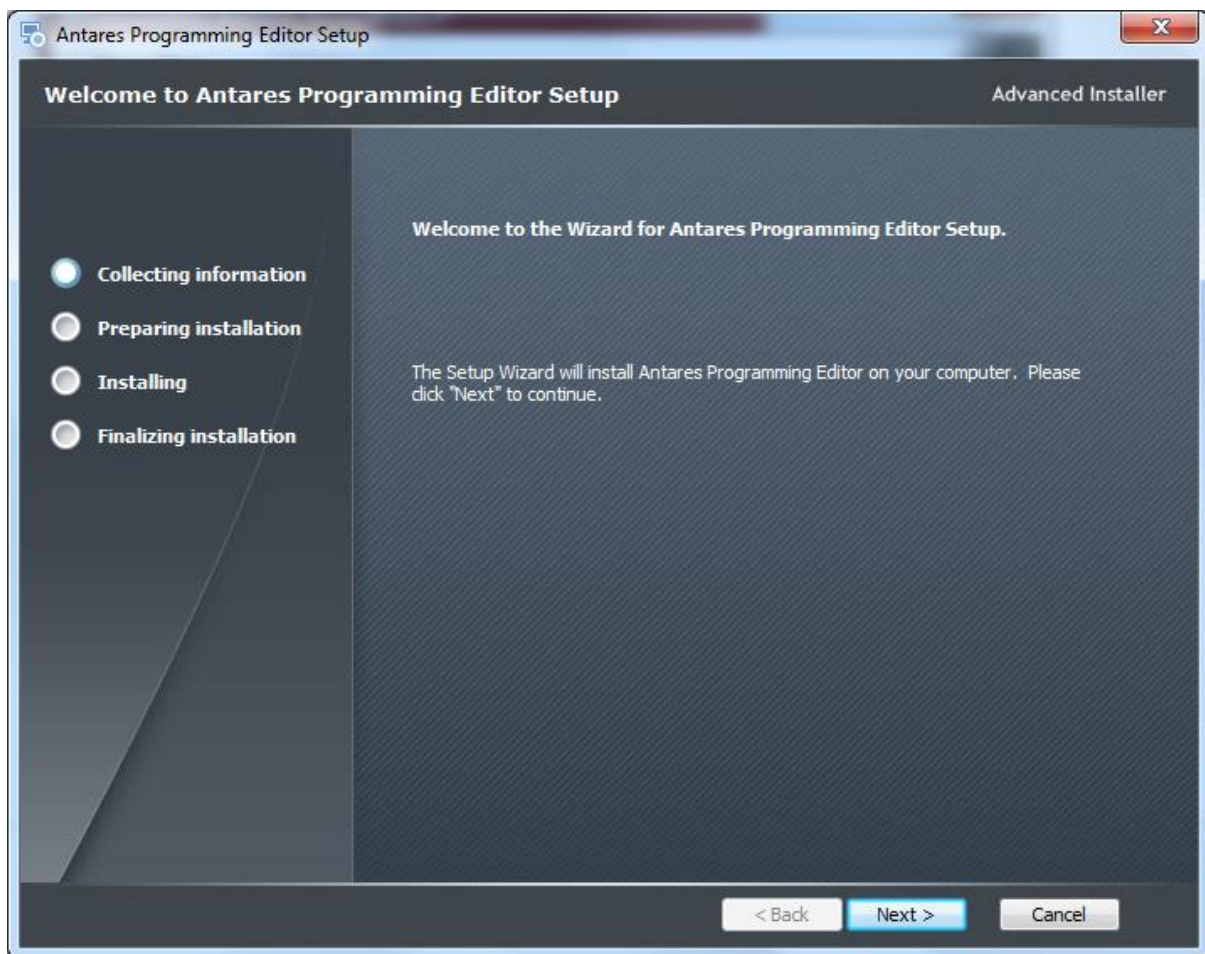 Antares Programming Editor Setup
Welcome to Antares Programming Editor Setup
Advanced Installer
Collecting information
Preparing installation
Installing
Finalizing installation
Welcome to the Wizard for Antares Programming Editor Setup.
The Setup Wizard will install Antares Programming Editor on your computer.  Please
click "Next" to continue.
< Back
Next >
Cancel